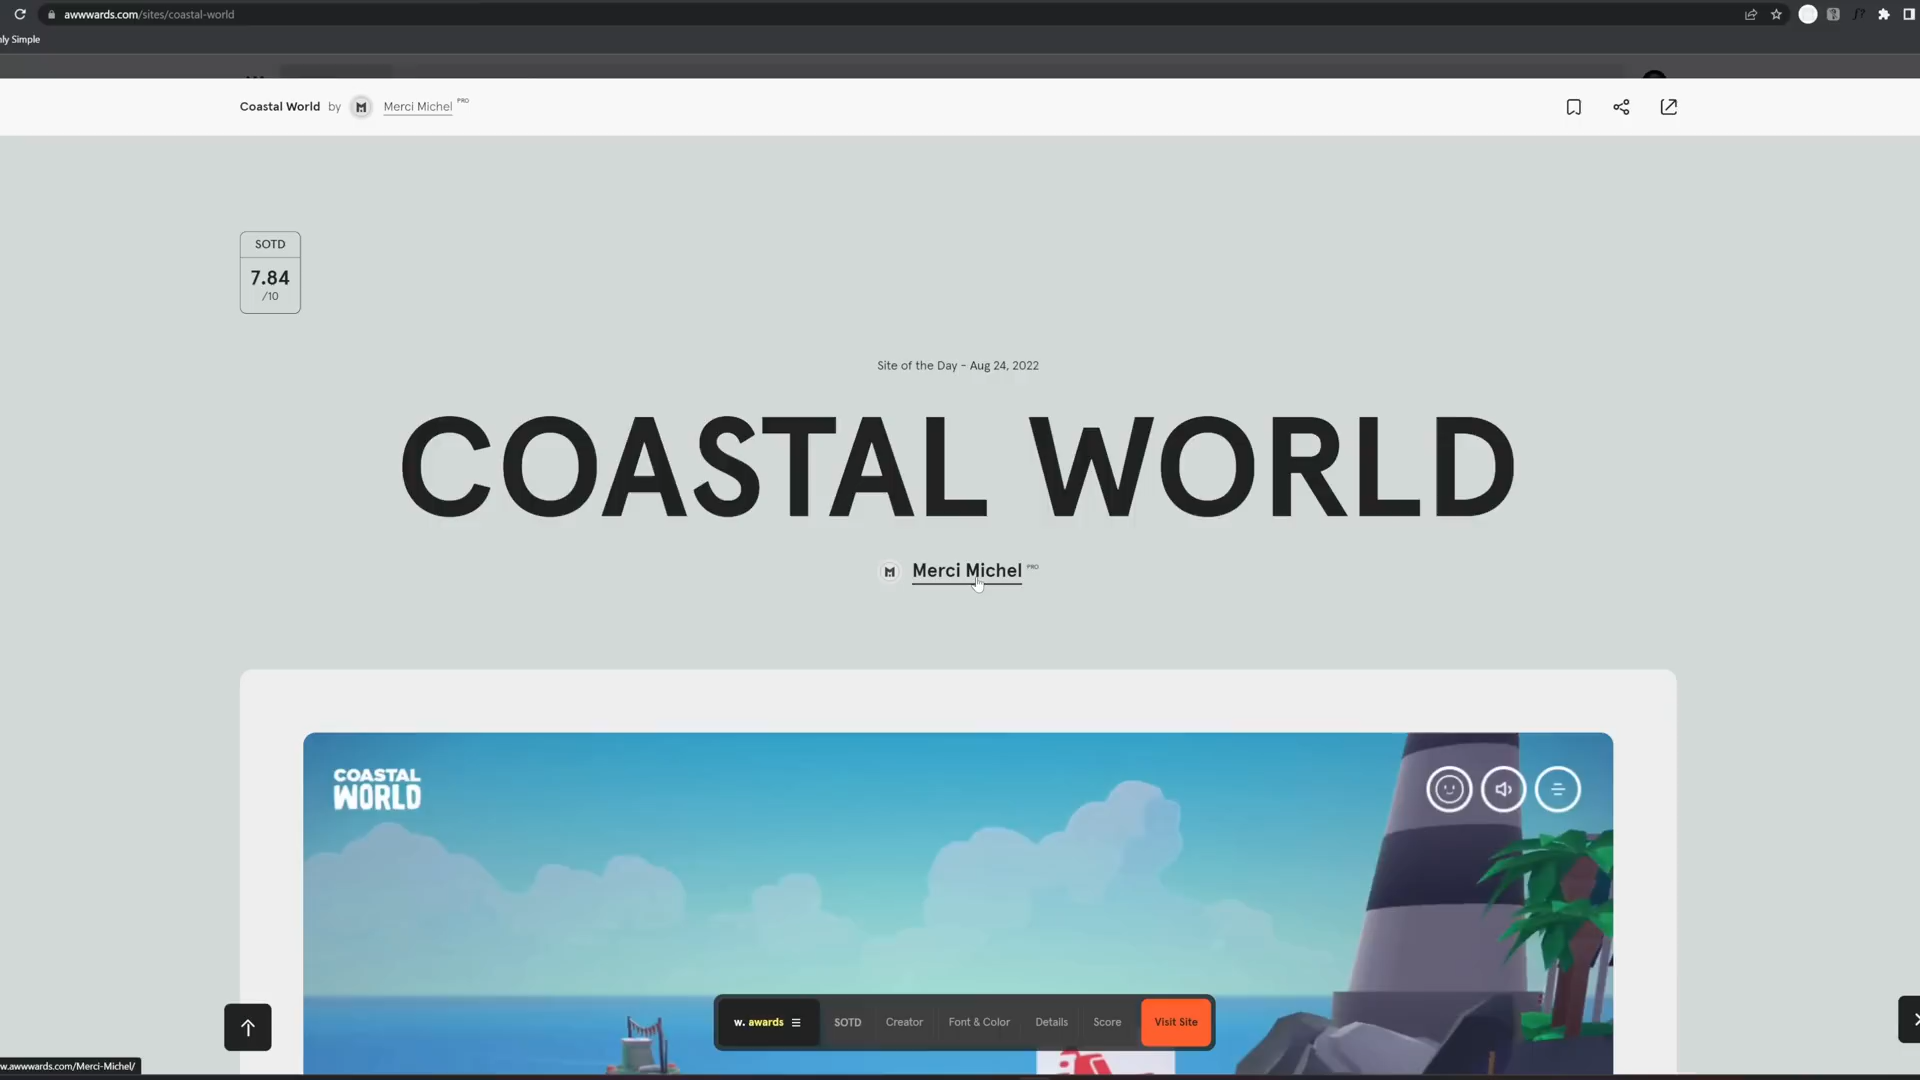 awwwards.com/sites/coastal-world
ly Simple
Coastal World by Merci Michel PRO
SOTD
7.84
/10
Site of the Day - Aug 24, 2022
COASTAL WORLD
Merci Michel PRO
COASTAL
WORLD
w. awards SOTD Creator Font & Color Details Score Visit Site
w.awwwards.com/Merci-Michel/